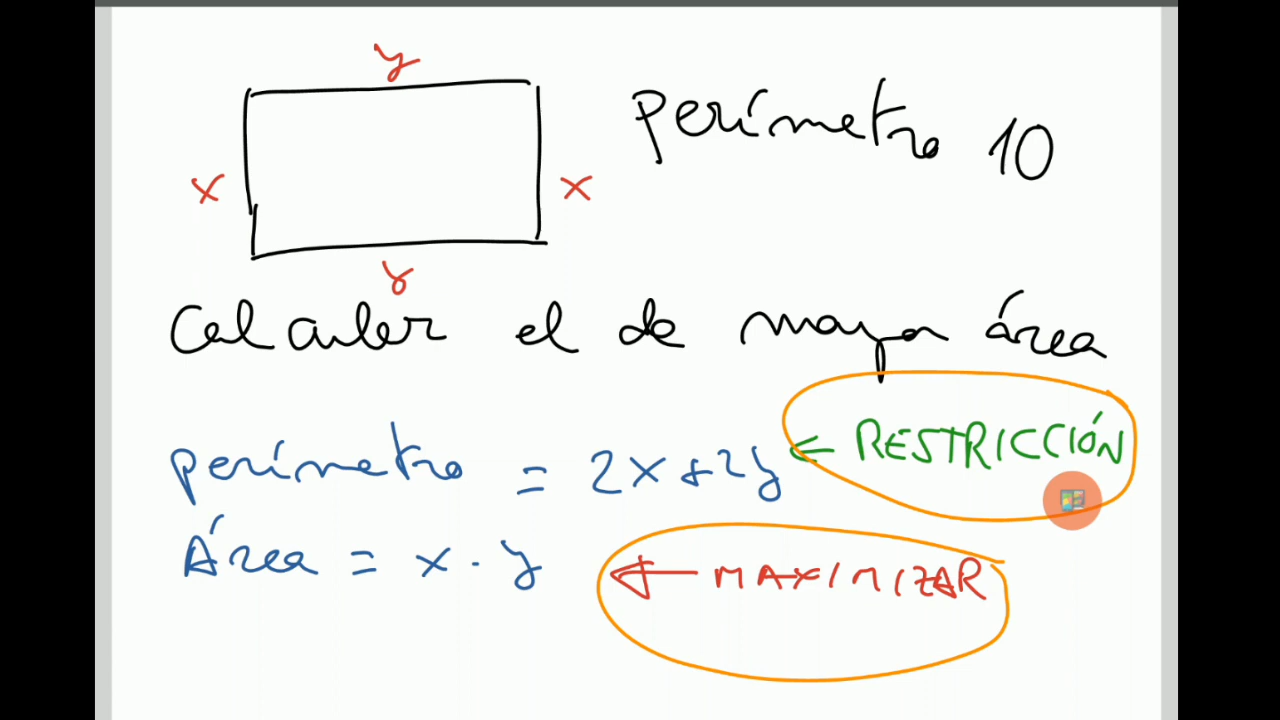 y
perímetro 10
x
x
y
Calcular el de mayor área
perímetro = 2x+2y ← RESTRICCIÓN
Área = x · y ← MAXIMIZAR